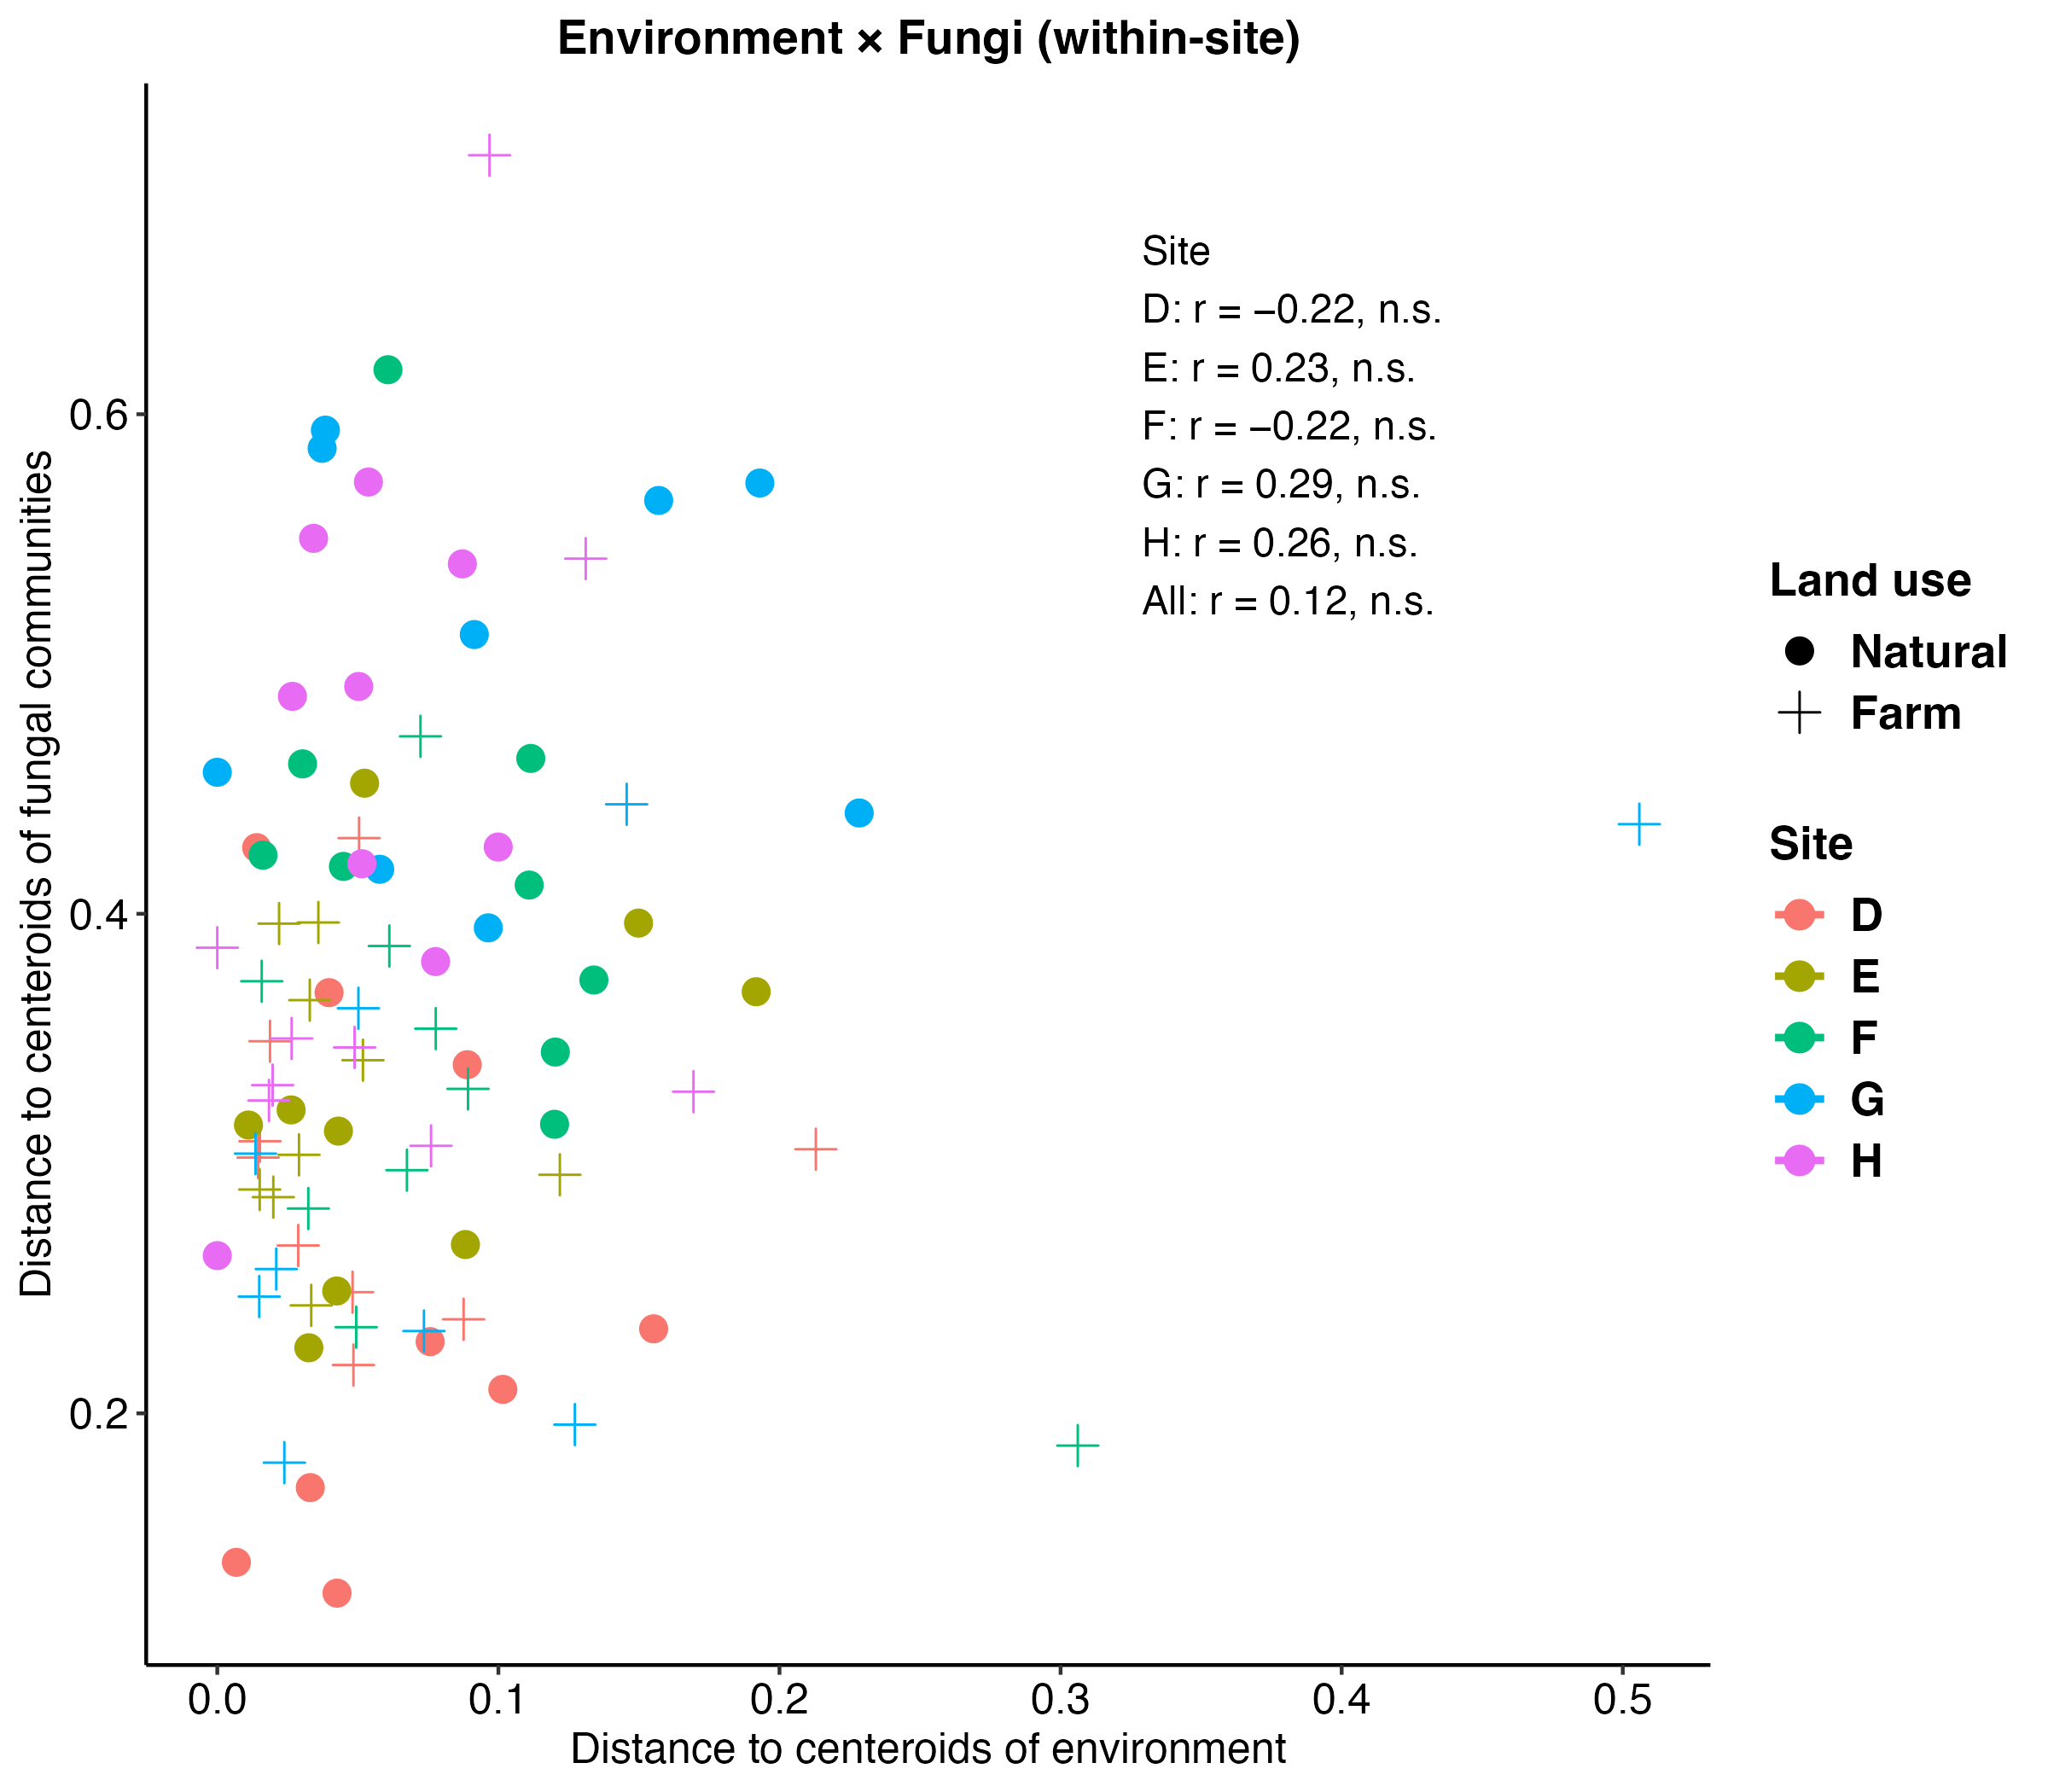 Environment × Fungi (within-site)
Distance to centeroids of fungal communities
0.6
0.4
0.2
Site
D: r = −0.22, n.s.
E: r = 0.23, n.s.
F: r = −0.22, n.s.
G: r = 0.29, n.s.
H: r = 0.26, n.s.
All: r = 0.12, n.s.
0.0 0.1 0.2 0.3 0.4 0.5
Distance to centeroids of environment
Land use
Natural
Farm
Site
D
E
F
G
H